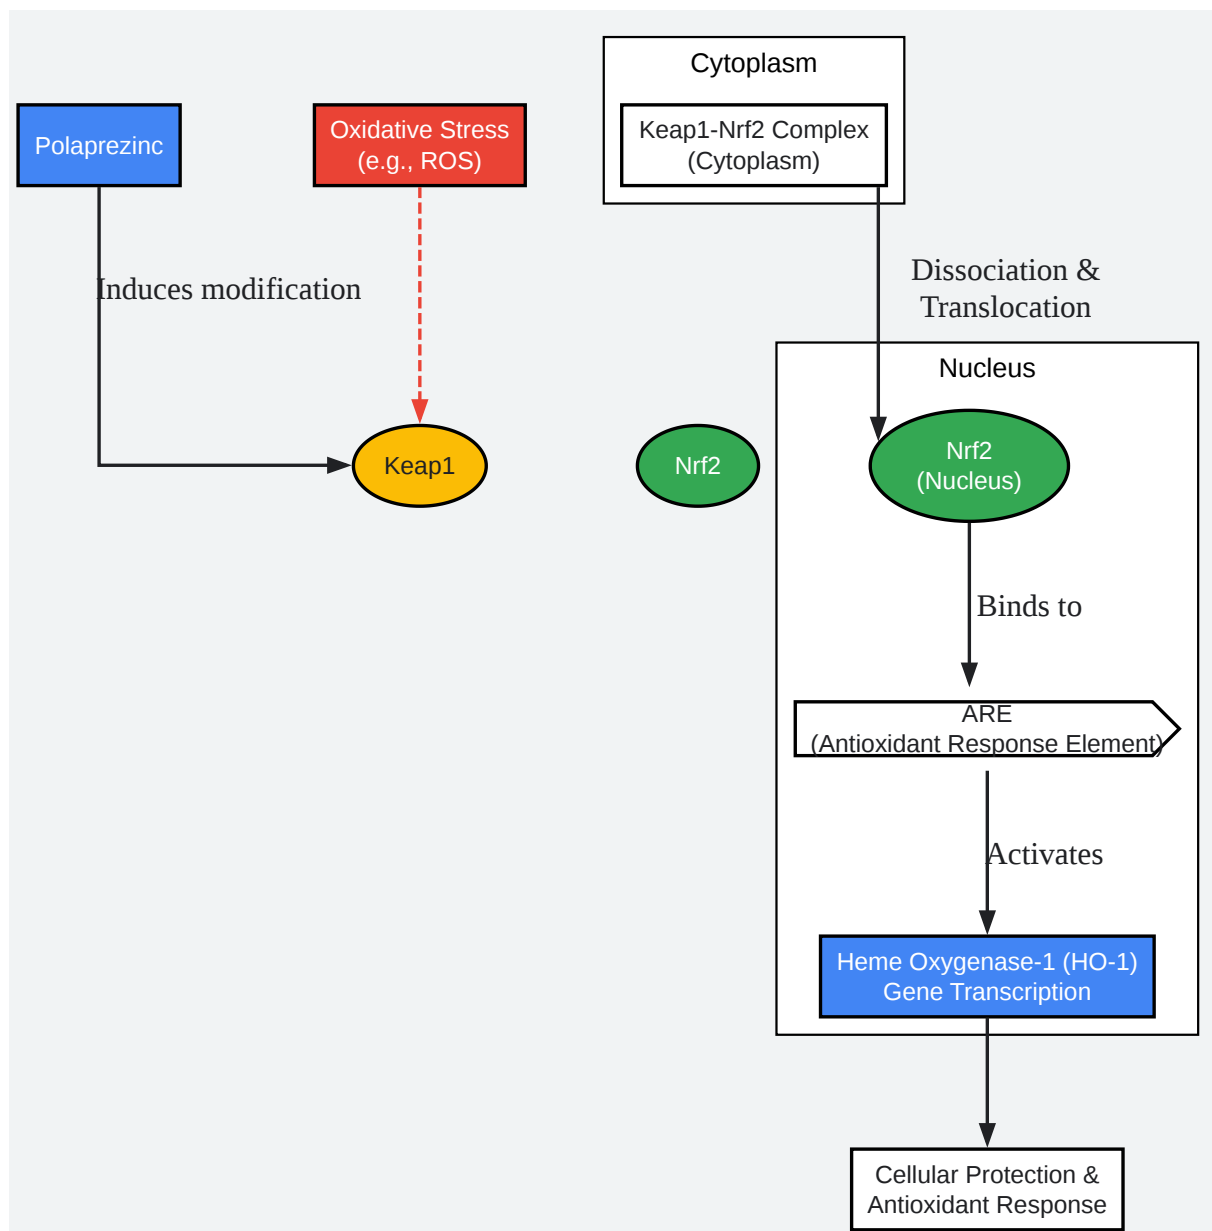 Cytoplasm
Polaprezinc
Oxidative Stress
(e.g., ROS)
Keap1-Nrf2 Complex
(Cytoplasm)
Induces modification
Dissociation &
Translocation
Nucleus
Keap1
Nrf2
Nrf2
(Nucleus)
Binds to
ARE
(Antioxidant Response Element)
Activates
Heme Oxygenase-1 (HO-1)
Gene Transcription
Cellular Protection &
Antioxidant Response